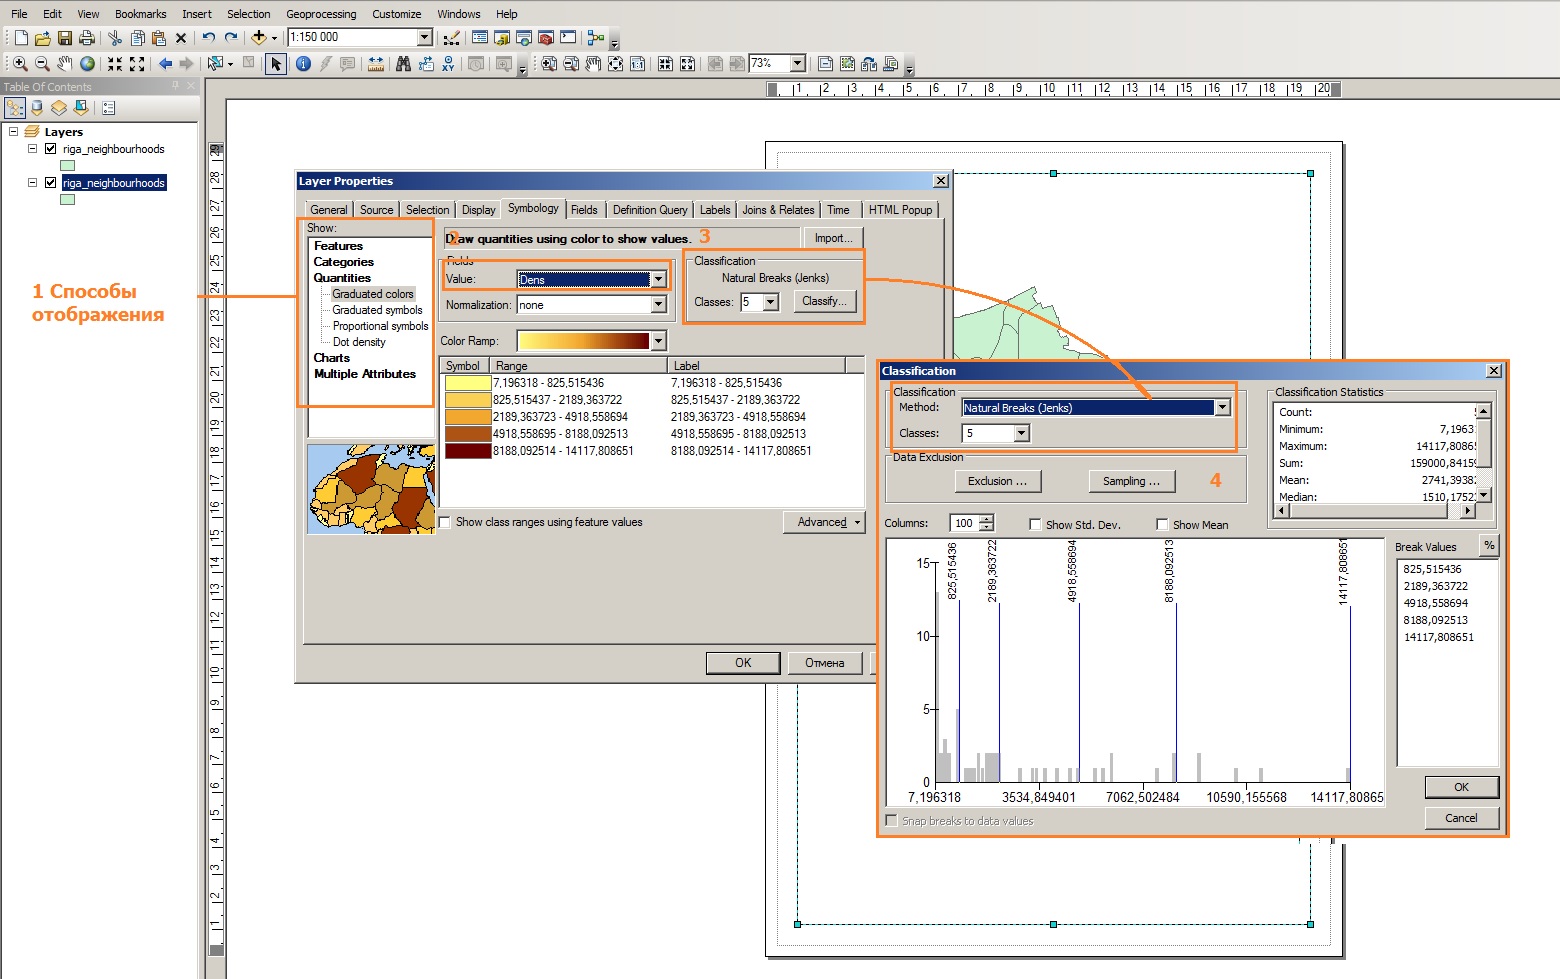 File Edit View Bookmarks Insert Selection Geoprocessing Customize Windows Help
1:150 000
73%
Table Of Contents
Layers
riga_neighbourhoods
riga_neighbourhoods
1 2 3 4 5 6 7 8 9 10 11 12 13 14 15 16 17 18 19 20
29
28
27
26
25
24
23
22
21
20
19
18
17
16
15
14
13
12
11
10
9
8
7
6
5
4
3
2
1
1 Способы
отображения
Layer Properties
General Source Selection Display Symbology Fields Definition Query Labels Joins & Relates Time HTML Popup
Show:
Features
Categories
Quantities
Graduated colors
Graduated symbols
Proportional symbols
Dot density
Charts
Multiple Attributes
2
Draw quantities using color to show values. 3
Import...
Fields
Value: Dens
Normalization: none
Classification
Natural Breaks (Jenks)
Classes: 5 Classify...
Color Ramp:
Symbol Range Label
7,196318 - 825,515436 7,196318 - 825,515436
825,515437 - 2189,363722 825,515437 - 2189,363722
2189,363723 - 4918,558694 2189,363723 - 4918,558694
4918,558695 - 8188,092513 4918,558695 - 8188,092513
8188,092514 - 14117,808651 8188,092514 - 14117,808651
Show class ranges using feature values Advanced
OK Отмена
Classification
Classification
Method: Natural Breaks (Jenks)
Classes: 5
Data Exclusion
Exclusion ... Sampling ... 4
Classification Statistics
Count:
Minimum: 7,1963
Maximum: 14117,80865
Sum: 159000,84159
Mean: 2741,39382
Median: 1510,17523
Columns: 100 Show Std. Dev. Show Mean
Break Values %
825,515436
2189,363722
4918,558694
8188,092513
14117,808651
825,515436 2189,363722 4918,558694 8188,092513 14117,808651
15
10
5
0
7,196318 3534,849401 7062,502484 10590,155568 14117,80865
Snap breaks to data values
OK
Cancel